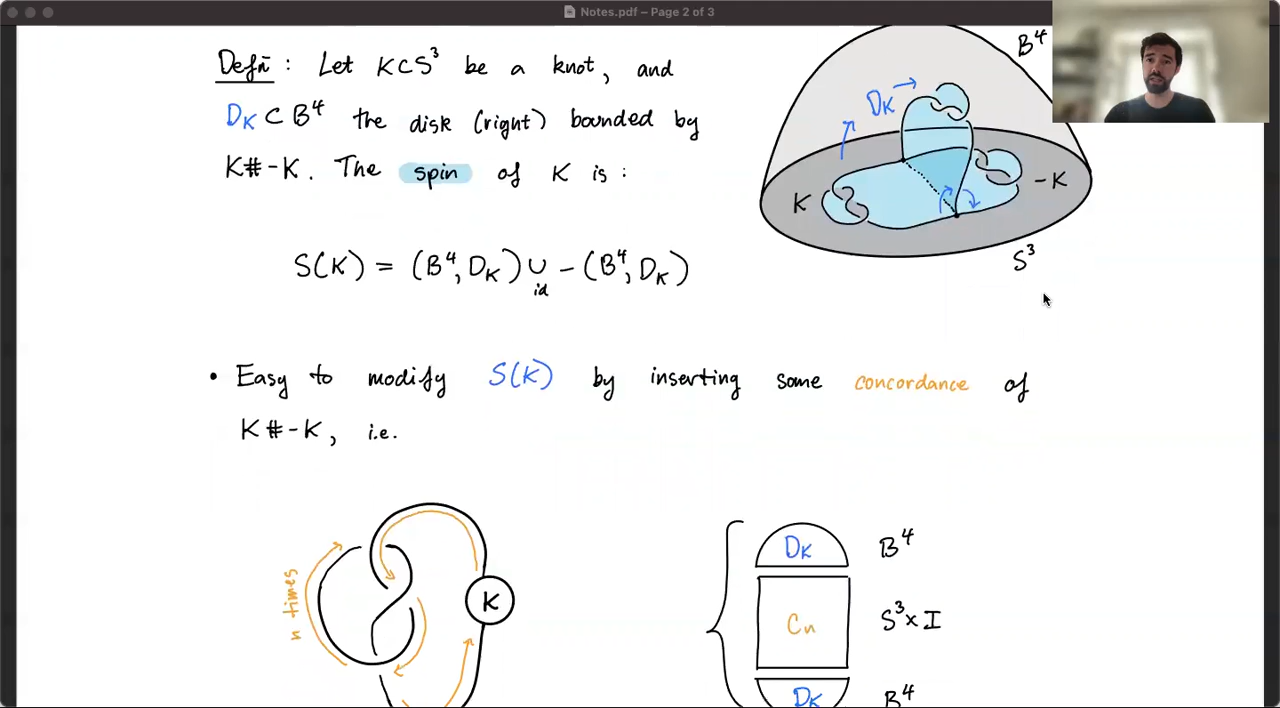 Notes.pdf – Page 2 of 3
Defn : Let K⊂S³ be a knot, and
D_K ⊂ B⁴ the disk (right) bounded by
K#-K. The spin of K is :
S(K) = (B⁴, D_K) ∪_id - (B⁴, D_K)
B⁴
D_K
K
-K
S³
• Easy to modify S(K) by inserting some concordance of
K#-K, i.e.
n times
K
D_K B⁴
C_n S³×I
D_K B⁴